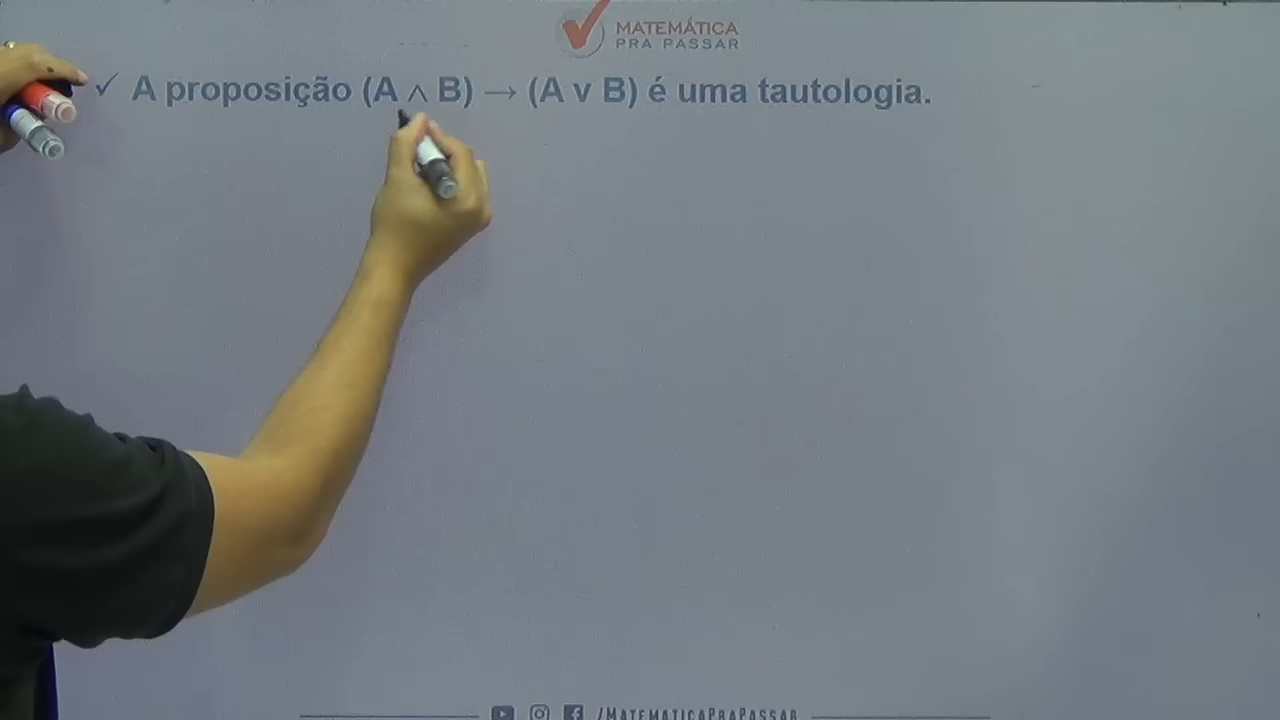 MATEMÁTICA
PRA PASSAR
✓ A proposição (A ∧ B) → (A v B) é uma tautologia.
/MATEMATICAPRAPASSAR